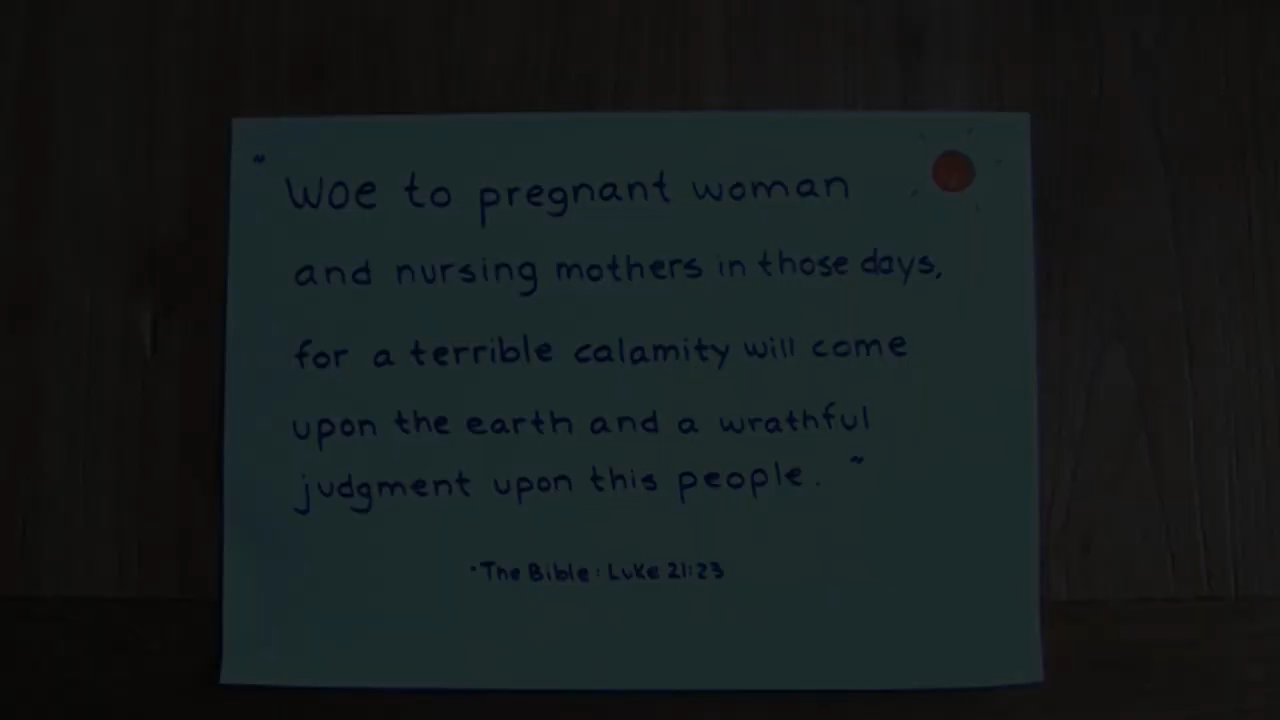 " Woe to pregnant woman
and nursing mothers in those days,
for a terrible calamity will come
upon the earth and a wrathful
judgment upon this people. "
• The Bible : Luke 21:23